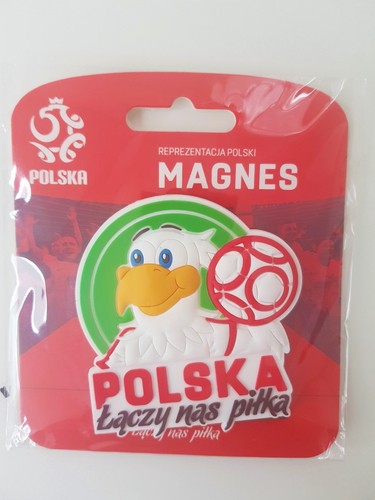 POLSKA
REPREZENTACJA POLSKI
MAGNES
POLSKA
Łączy nas piłka
Łączy nas piłka